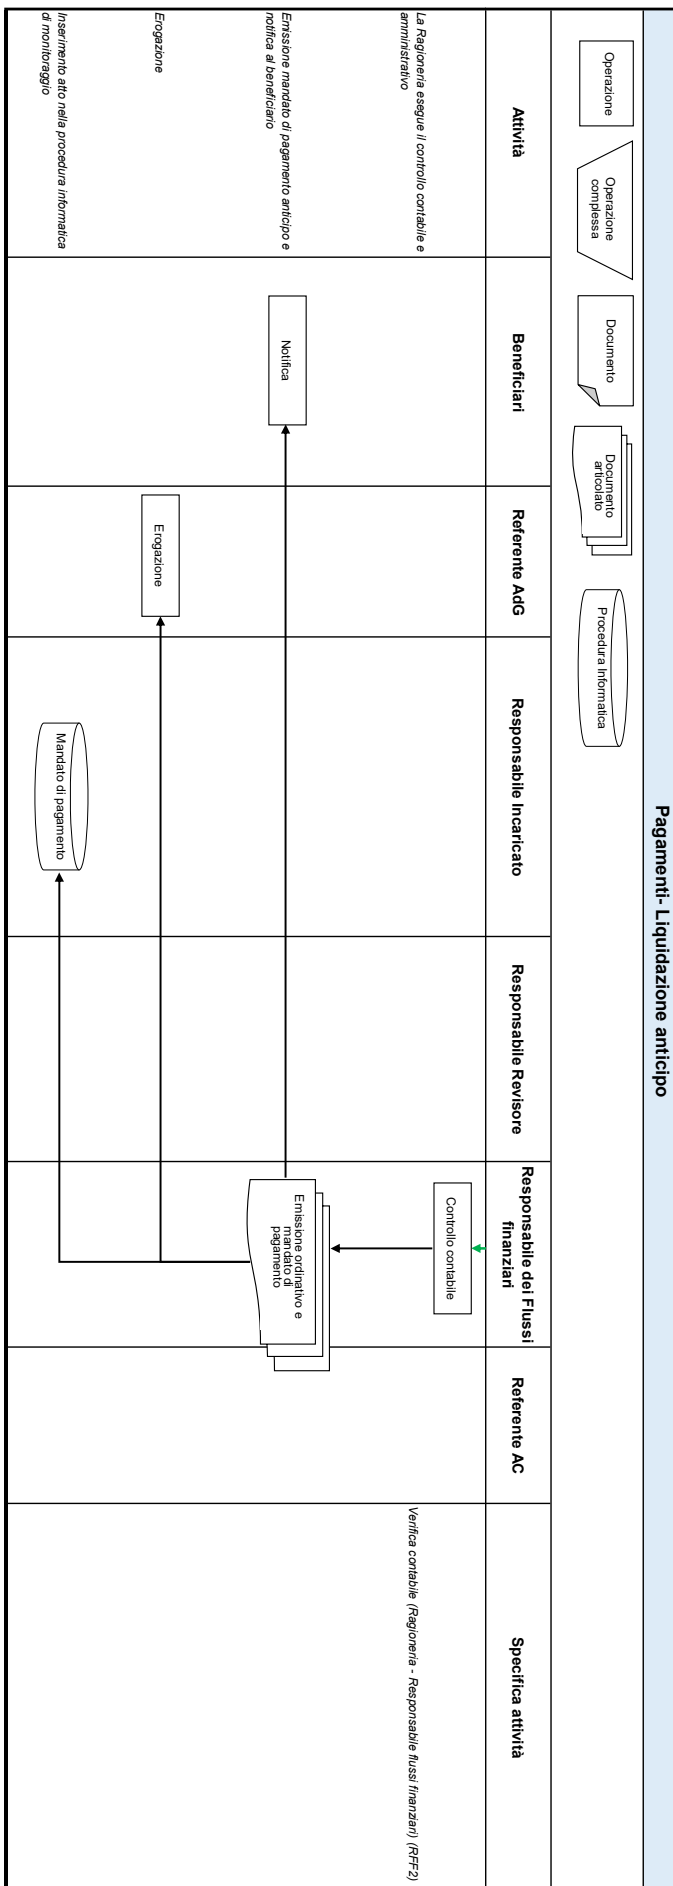 Pagamenti- Liquidazione anticipo
Operazione
Operazione
complessa
Documento
Documento
articolato
Procedura Informatica
Attività
Beneficiari
Referente AdG
Responsabile Incaricato
Responsabile Revisore
Responsabile dei Flussi
finanziari
Referente AC
Specifica attività
La Ragioneria esegue il controllo contabile e
amministrativo
Controllo contabile
Verifica contabile (Ragioneria - Responsabile flussi finanziari) (RFF2)
Emissione mandato di pagamento anticipo e
notifica al beneficiario
Notifica
Emissione ordinativo e
mandato di
pagamento
Erogazione
Erogazione
Inserimento atto nella procedura informatica
di monitoraggio
Mandato di pagamento